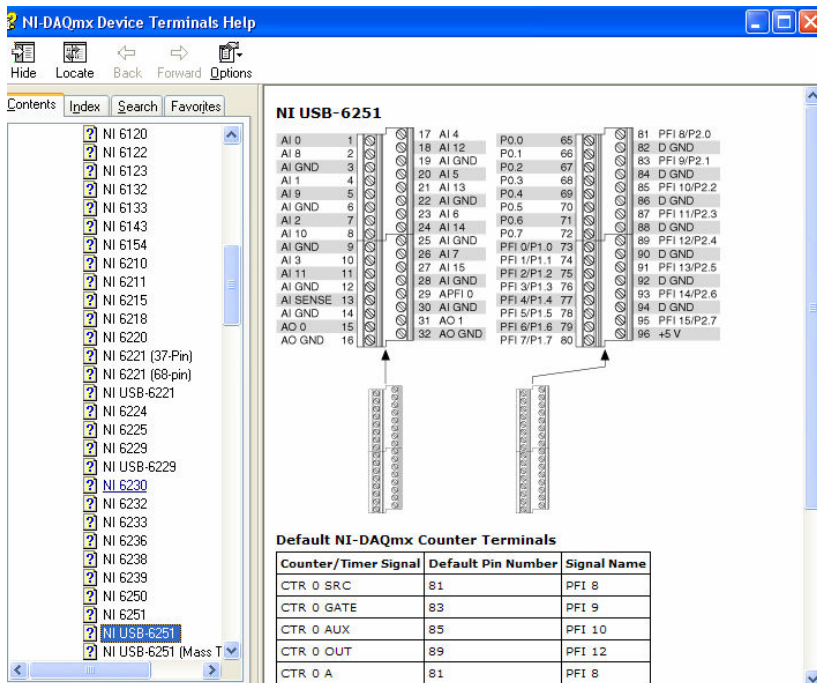 NI-DAQmx Device Terminals Help
Hide Locate Back Forward Options
Contents Index Search Favorites
NI 6120
NI 6122
NI 6123
NI 6132
NI 6133
NI 6143
NI 6154
NI 6210
NI 6211
NI 6215
NI 6218
NI 6220
NI 6221 (37-Pin)
NI 6221 (68-pin)
NI USB-6221
NI 6224
NI 6225
NI 6229
NI USB-6229
NI 6230
NI 6232
NI 6233
NI 6236
NI 6238
NI 6239
NI 6250
NI 6251
NI USB-6251
NI USB-6251 (Mass T
NI USB-6251
AI 0 1 17 AI 4 P0.0 65 81 PFI 8/P2.0
AI 8 2 18 AI 12 P0.1 66 82 D GND
AI GND 3 19 AI GND P0.2 67 83 PFI 9/P2.1
AI 1 4 20 AI 5 P0.3 68 84 D GND
AI 9 5 21 AI 13 P0.4 69 85 PFI 10/P2.2
AI GND 6 22 AI GND P0.5 70 86 D GND
AI 2 7 23 AI 6 P0.6 71 87 PFI 11/P2.3
AI 10 8 24 AI 14 P0.7 72 88 D GND
AI GND 9 25 AI GND PFI 0/P1.0 73 89 PFI 12/P2.4
AI 3 10 26 AI 7 PFI 1/P1.1 74 90 D GND
AI 11 11 27 AI 15 PFI 2/P1.2 75 91 PFI 13/P2.5
AI GND 12 28 AI GND PFI 3/P1.3 76 92 D GND
AI SENSE 13 29 APFI 0 PFI 4/P1.4 77 93 PFI 14/P2.6
AI GND 14 30 AI GND PFI 5/P1.5 78 94 D GND
AO 0 15 31 AO 1 PFI 6/P1.6 79 95 PFI 15/P2.7
AO GND 16 32 AO GND PFI 7/P1.7 80 96 +5 V
Default NI-DAQmx Counter Terminals
Counter/Timer Signal Default Pin Number Signal Name
CTR 0 SRC 81 PFI 8
CTR 0 GATE 83 PFI 9
CTR 0 AUX 85 PFI 10
CTR 0 OUT 89 PFI 12
CTR 0 A 81 PFI 8